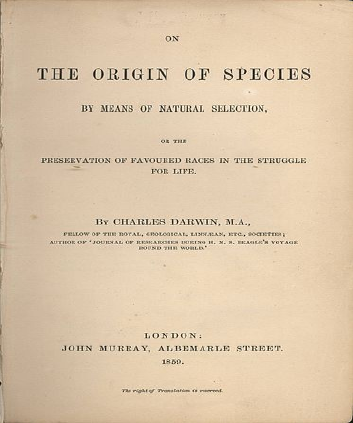 ON
THE ORIGIN OF SPECIES
BY MEANS OF NATURAL SELECTION,
OR THE
PRESERVATION OF FAVOURED RACES IN THE STRUGGLE
FOR LIFE.
BY CHARLES DARWIN, M.A.,
FELLOW OF THE ROYAL, GEOLOGICAL, LINNÆAN, ETC., SOCIETIES;
AUTHOR OF 'JOURNAL OF RESEARCHES DURING H. M. S. BEAGLE'S VOYAGE
ROUND THE WORLD.'
LONDON:
JOHN MURRAY, ALBEMARLE STREET.
1859.
The right of Translation is reserved.